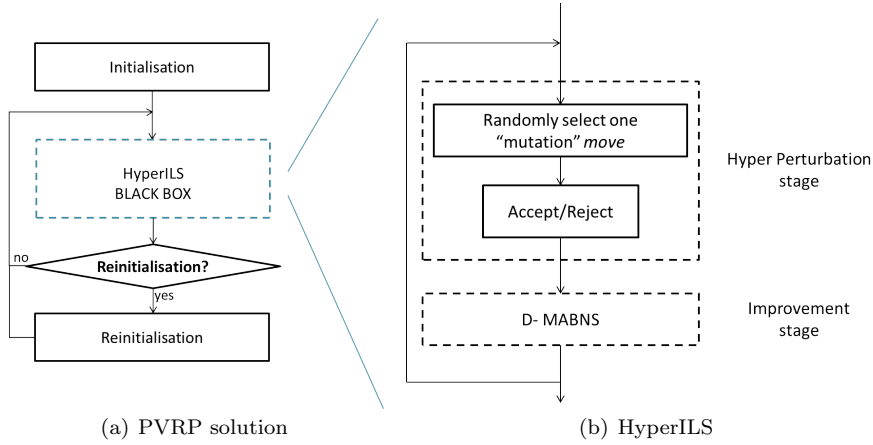 Initialisation
HyperILS
BLACK BOX
Reinitialisation?
no
yes
Reinitialisation
(a) PVRP solution
Randomly select one
"mutation" move
Accept/Reject
Hyper Perturbation
stage
D- MABNS
Improvement
stage
(b) HyperILS